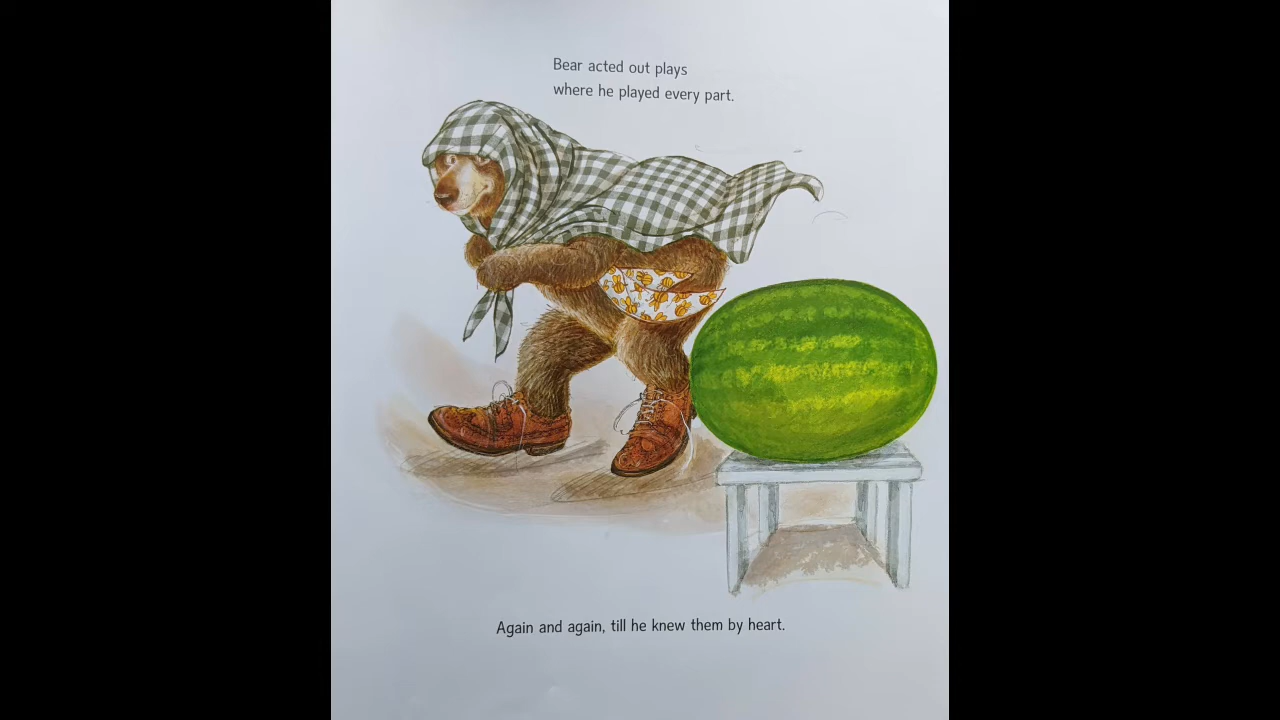 Bear acted out plays
where he played every part.
Again and again, till he knew them by heart.